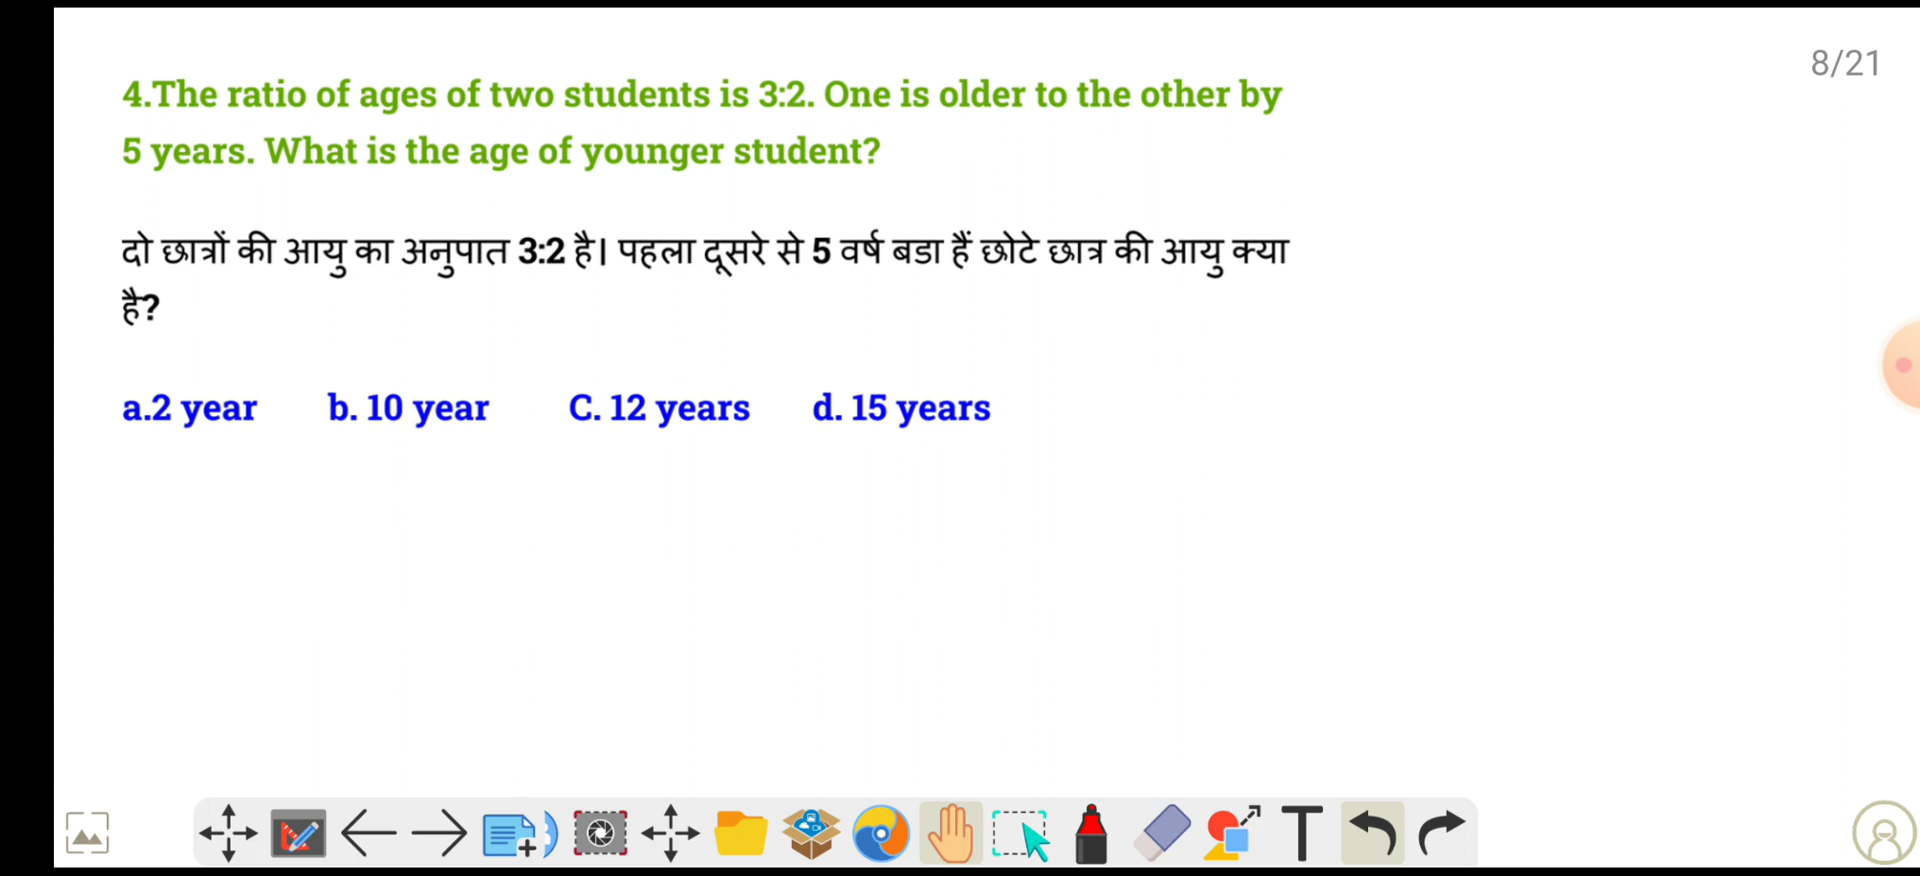 8/21
4.The ratio of ages of two students is 3:2. One is older to the other by
5 years. What is the age of younger student?
दो छात्रों की आयु का अनुपात 3:2 है। पहला दूसरे से 5 वर्ष बडा हैं छोटे छात्र की आयु क्या
है?
a.2 year b. 10 year C. 12 years d. 15 years